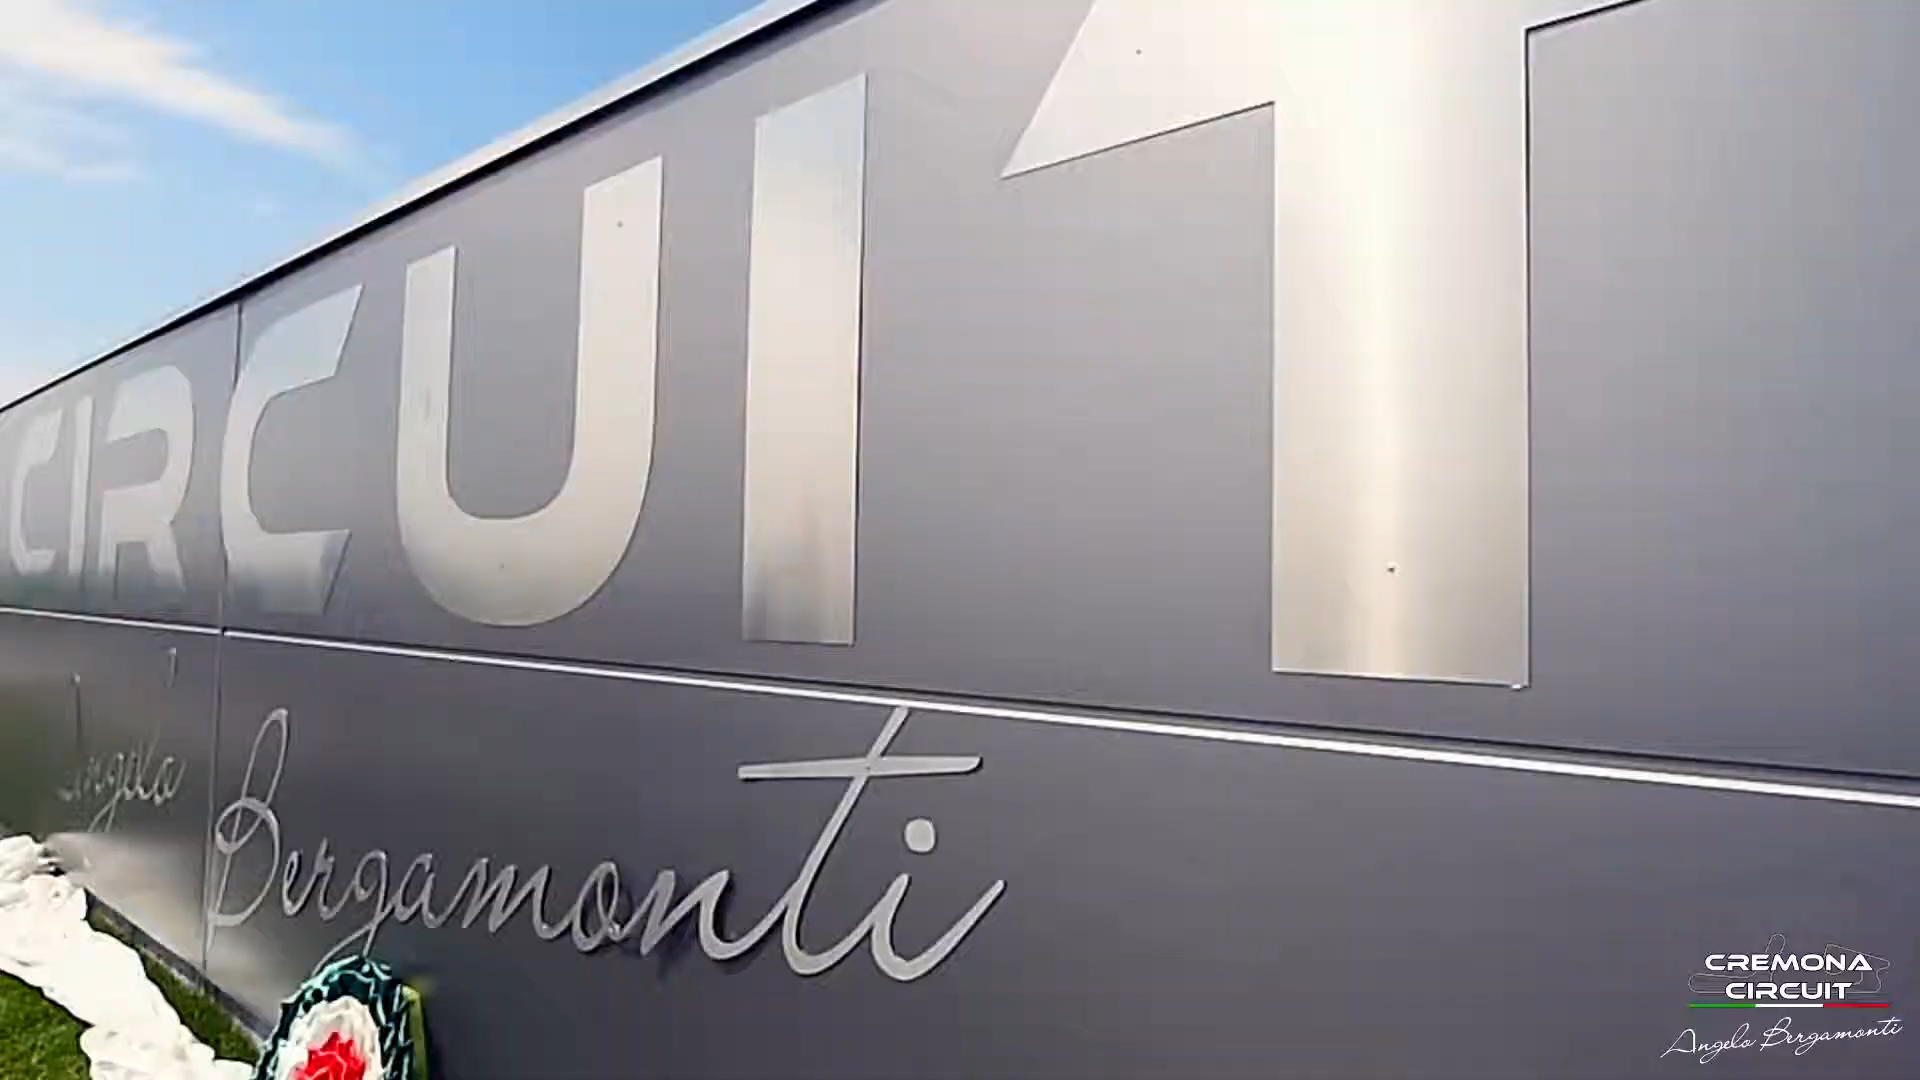 CIRCUIT
Angelo Bergamonti
CREMONA
CIRCUIT
Angelo Bergamonti